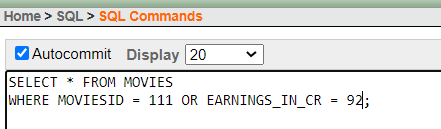 Home > SQL > SQL Commands
Autocommit Display 20
SELECT * FROM MOVIES
WHERE MOVIESID = 111 OR EARNINGS_IN_CR = 92;